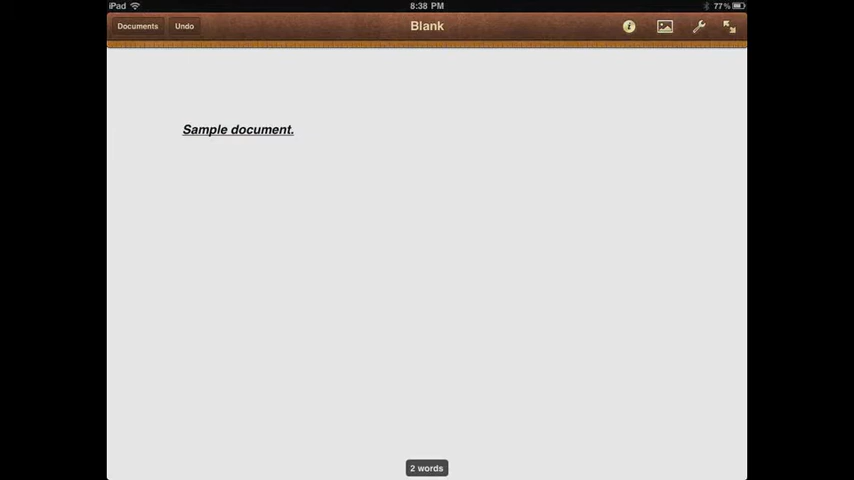 iPad
8:38 PM
77%
Documents
Undo
Blank
Sample document.
2 words